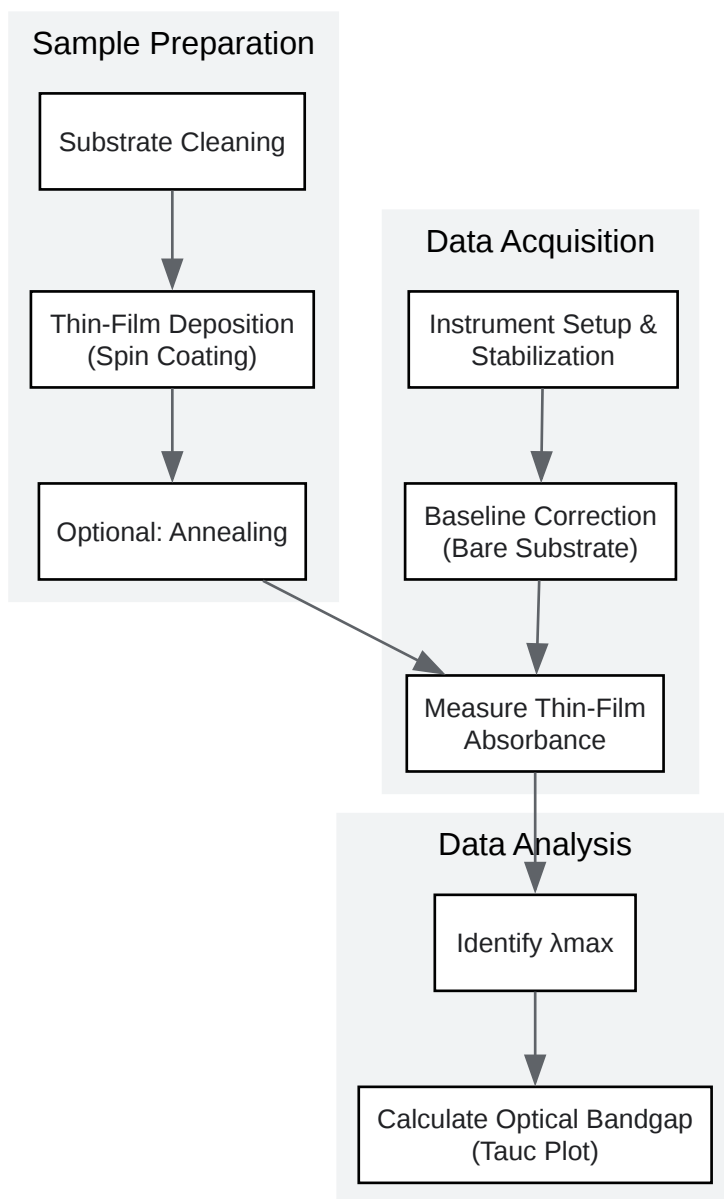 Sample Preparation
Substrate Cleaning
Thin-Film Deposition
(Spin Coating)
Optional: Annealing
Data Acquisition
Instrument Setup &
Stabilization
Baseline Correction
(Bare Substrate)
Measure Thin-Film
Absorbance
Data Analysis
Identify λmax
Calculate Optical Bandgap
(Tauc Plot)